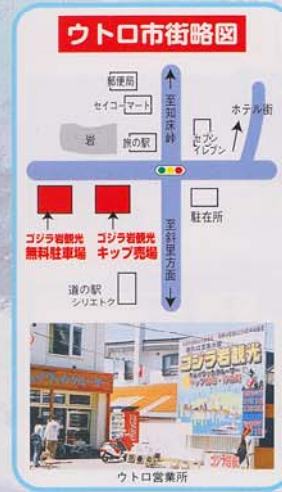 ウトロ市街略図
郵便局
セイコーマート
岩
旅の駅
至知床峠
セブン
イレブン
ホテル街
駐在所
ゴジラ岩観光
無料駐車場
ゴジラ岩観光
キップ売場
至斜里方面
道の駅
シリエトク
ゴジラ岩観光
ウトロ営業所